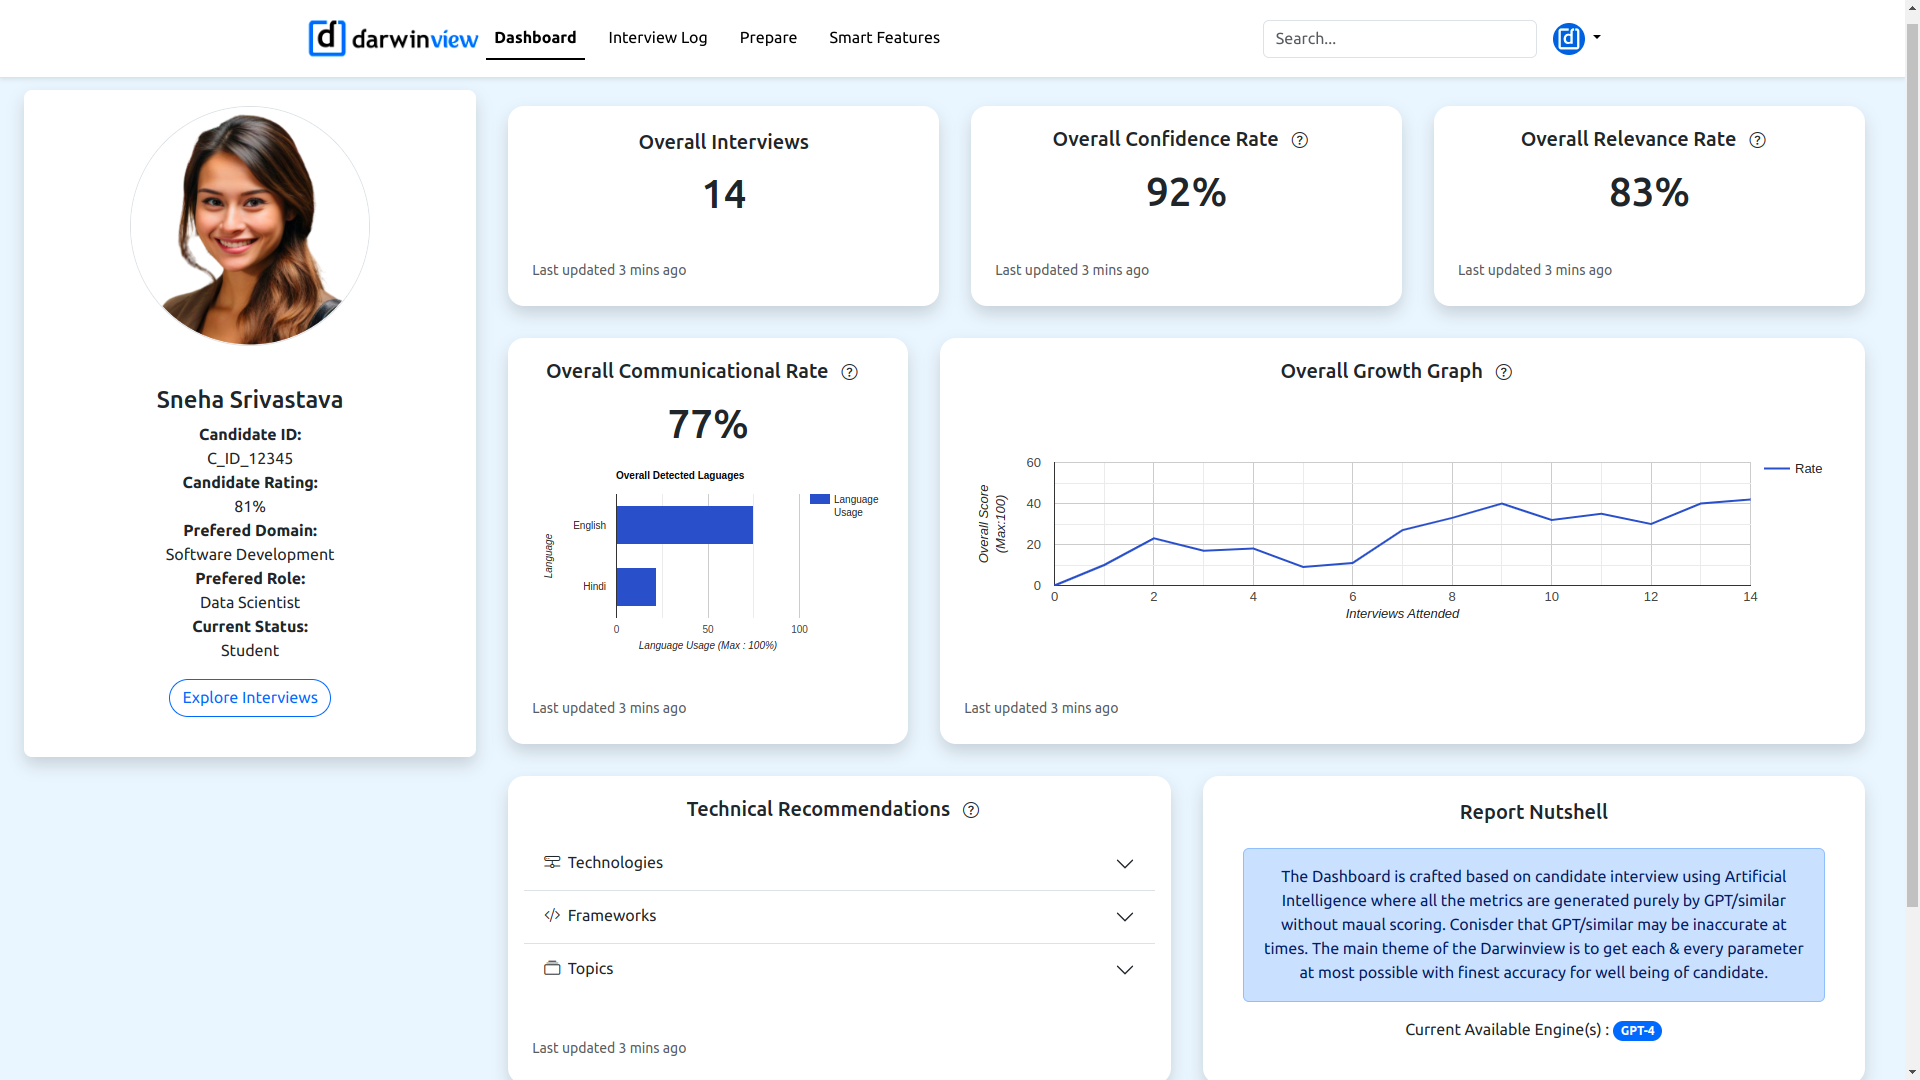 darwinview
Dashboard
Interview Log
Prepare
Smart Features
Search...
Sneha Srivastava
Candidate ID:
C_ID_12345
Candidate Rating:
81%
Prefered Domain:
Software Development
Prefered Role:
Data Scientist
Current Status:
Student
Explore Interviews
Overall Interviews
14
Last updated 3 mins ago
Overall Confidence Rate ?
92%
Last updated 3 mins ago
Overall Relevance Rate ?
83%
Last updated 3 mins ago
Overall Communicational Rate ?
77%
Overall Detected Laguages
Language
Usage
Language
English
Hindi
0 50 100
Language Usage (Max : 100%)
Last updated 3 mins ago
Overall Growth Graph ?
Overall Score
(Max:100)
60
40
20
0
0 2 4 6 8 10 12 14
Interviews Attended
Rate
Last updated 3 mins ago
Technical Recommendations ?
Technologies
</> Frameworks
Topics
Last updated 3 mins ago
Report Nutshell
The Dashboard is crafted based on candidate interview using Artificial
Intelligence where all the metrics are generated purely by GPT/similar
without maual scoring. Conisder that GPT/similar may be inaccurate at
times. The main theme of the Darwinview is to get each & every parameter
at most possible with finest accuracy for well being of candidate.
Current Available Engine(s) : GPT-4